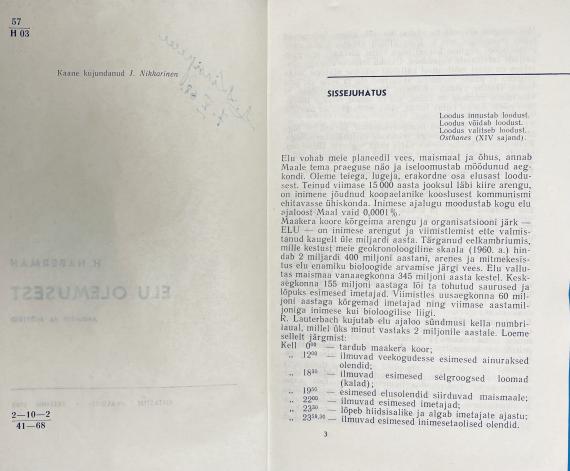 57
H 03
Kaane kujundanud J. Nikkarinen
2—10—2
41—68
SISSEJUHATUS
Loodus innustab loodust.
Loodus võidab loodust.
Loodus valitseb loodust.
Osthanes (XIV sajand).
Elu vohab meie planeedil vees, maismaal ja õhus, annab
Maale tema praeguse näo ja iseloomustab möödunud aeg-
kondi. Oleme teiega, lugeja, erakordne osa elusast loodu-
sest. Teinud viimase 15 000 aasta jooksul läbi kiire arengu,
on inimene jõudnud koopaelanike kooslusest kommunismi
ehitavasse ühiskonda. Inimese ajalugu moodustab kogu elu
ajaloost Maal vaid 0,0001 %.
Maakera koore kõrgeima arengu ja organisatsiooni järk —
ELU — on inimese arengut ja viimistlemist ette valmis-
tanud kaugelt üle miljardi aasta. Tärganud eelkambriumis,
mille kestust meie geokronoloogiline skaala (1960. a.) hin-
dab 2 miljardi 400 miljoni aastani, arenes ja mitmekesis-
tus elu enamiku bioloogide arvamise järgi vees. Elu vallu-
tas maismaa vanaaegkonna 345 miljoni aasta kestel. Kesk-
aegkonna 155 miljoni aastaga lõi ta tohutud saurused ja
lõpuks esimesed imetajad. Viimistles uusaegkonna 60 mil-
joni aastaga kõrgemad imetajad ning viimase aastamil-
joniga inimese kui bioloogilise liigi.
R. Lauterbach kujutab elu ajaloo sündmusi kella numbri-
laual, millel üks minut vastaks 2 miljonile aastale. Loeme
sellelt järgmist:
Kell 0⁰⁰ — tardub maakera koor;
„ 12⁰⁰ — ilmuvad veekogudesse esimesed ainuraksed
olendid;
„ 18³⁰ — ilmuvad esimesed selgroogsed loomad
(kalad);
„ 19⁵⁰ — esimesed elusolendid siirduvad maismaale;
„ 22⁰⁰ — ilmuvad esimesed imetajad;
„ 23³⁰ — lõpeb hiidsisalike ja algab imetajate ajastu;
„ 23⁵⁹·³⁰ — ilmuvad esimesed inimesetaolised olendid.
3